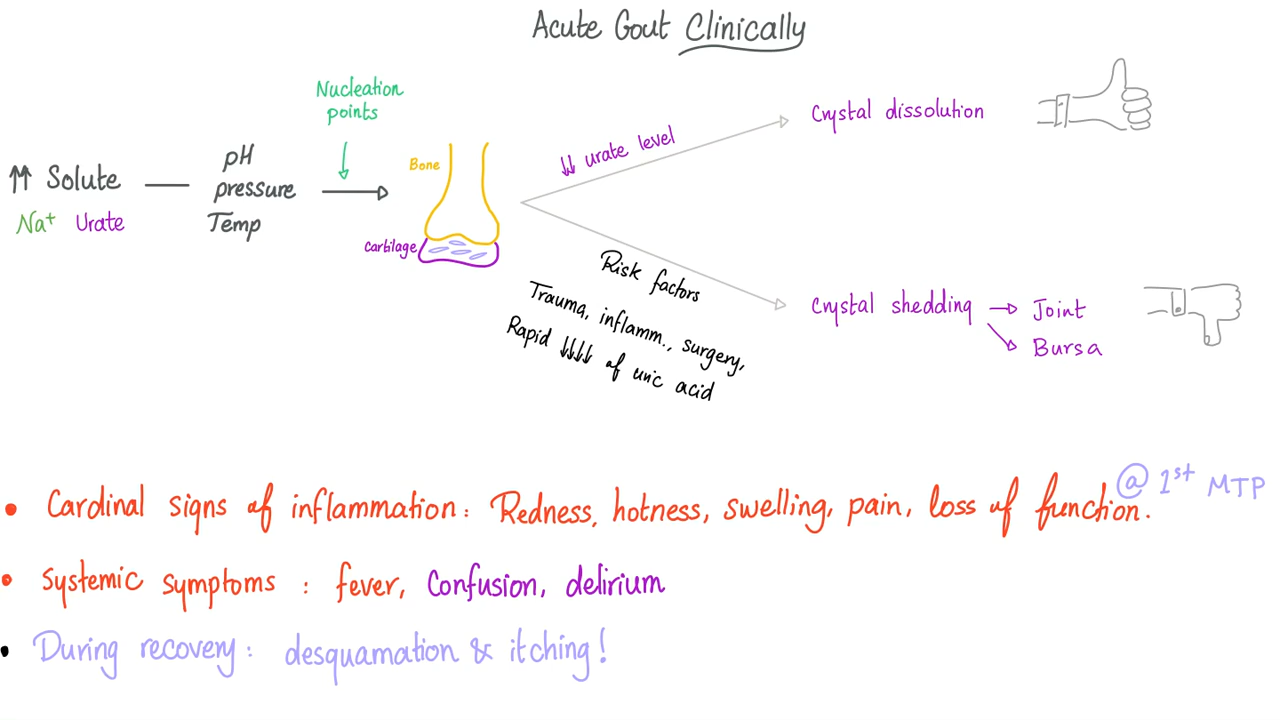 Acute Gout Clinically
Nucleation
points
⇈ Solute
Na+ Urate
pH
pressure
Temp
Bone
Cartilage
↓↓ urate level
Crystal dissolution
Risk factors
Trauma, inflamm., surgery,
Rapid ↓↓↓↓ of uric acid
Crystal shedding → Joint
Bursa
@ 1st MTP
• Cardinal signs of inflammation: Redness, hotness, swelling, pain, loss of function.
• Systemic symptoms : fever, Confusion, delirium
• During recovery: desquamation & itching!